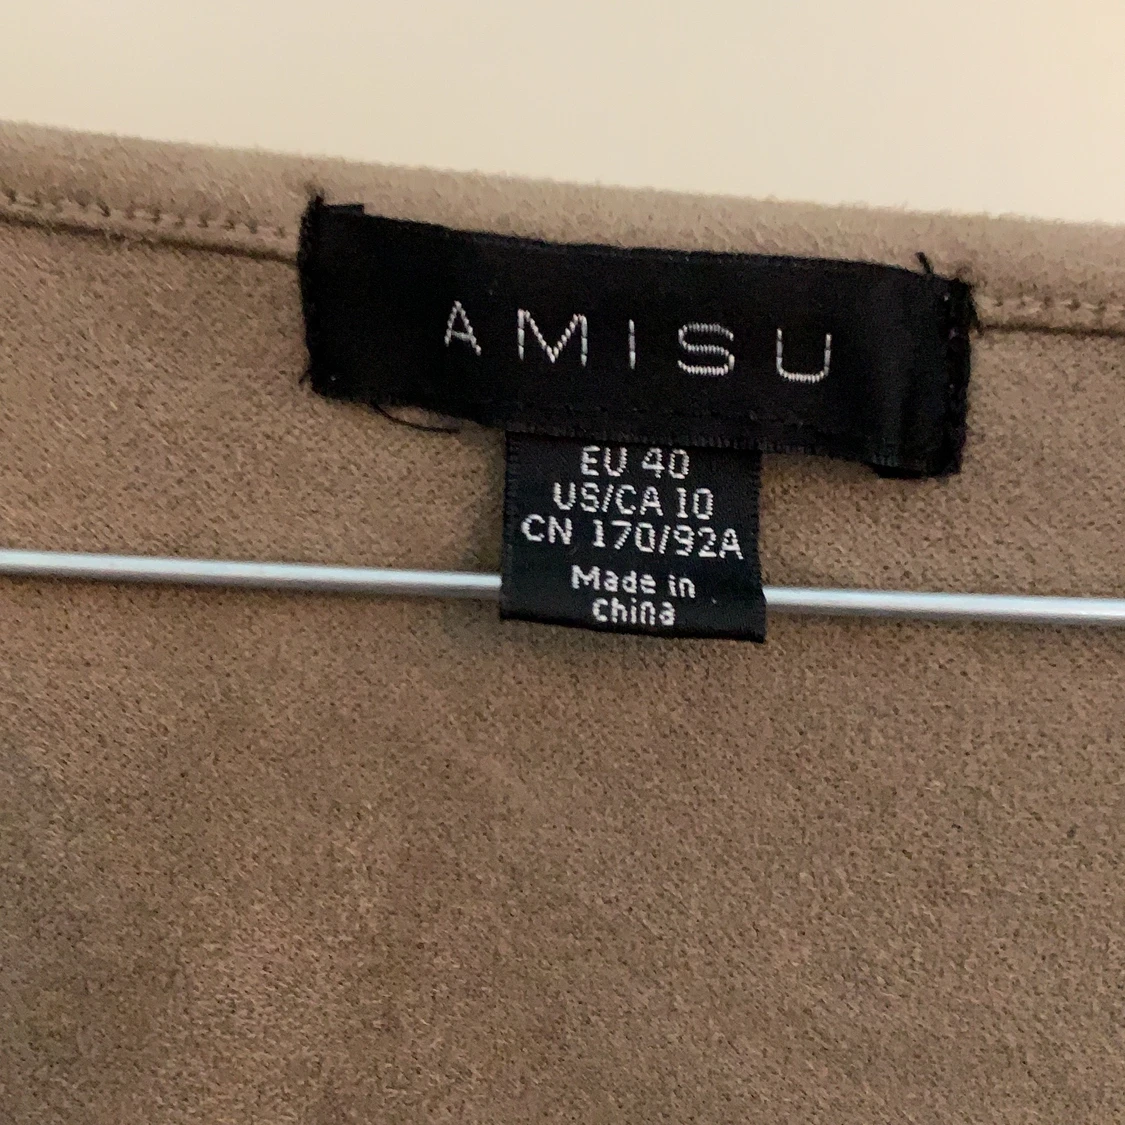 AMISU
EU 40
US/CA 10
CN 170/92A
Made in
China